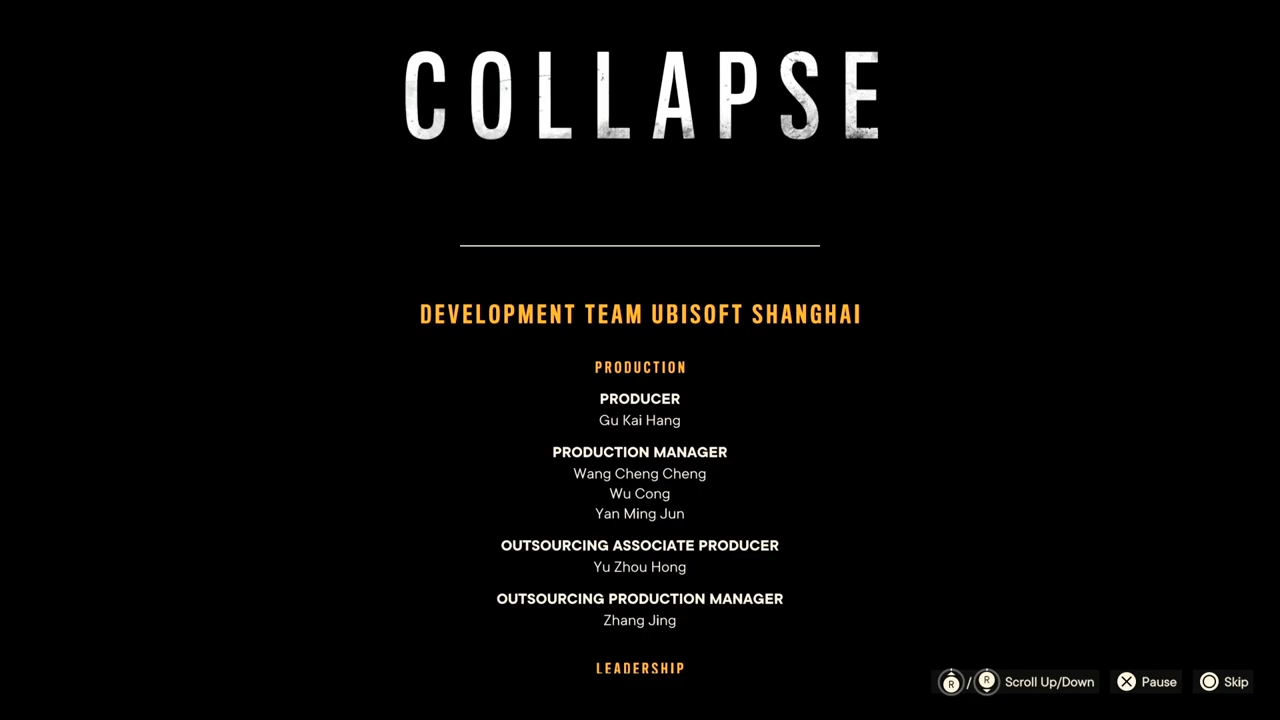 COLLAPSE
DEVELOPMENT TEAM UBISOFT SHANGHAI
PRODUCTION
PRODUCER
Gu Kai Hang
PRODUCTION MANAGER
Wang Cheng Cheng
Wu Cong
Yan Ming Jun
OUTSOURCING ASSOCIATE PRODUCER
Yu Zhou Hong
OUTSOURCING PRODUCTION MANAGER
Zhang Jing
LEADERSHIP
R / R Scroll Up/Down Pause Skip